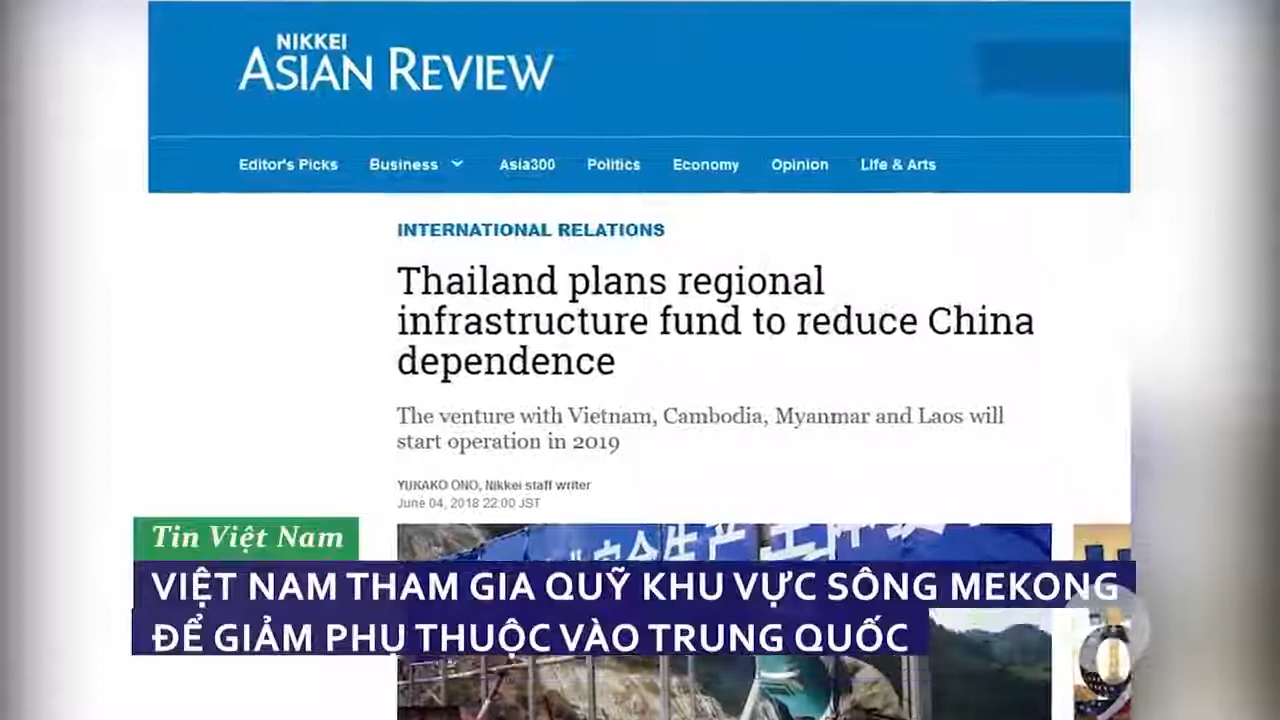 NIKKEI
ASIAN REVIEW
Editor's Picks Business Asia300 Politics Economy Opinion Life & Arts
INTERNATIONAL RELATIONS
Thailand plans regional
infrastructure fund to reduce China
dependence
The venture with Vietnam, Cambodia, Myanmar and Laos will
start operation in 2019
YUKAKO ONO, Nikkei staff writer
June 04, 2018 22:00 JST
Tin Việt Nam
VIỆT NAM THAM GIA QUỸ KHU VỰC SÔNG MEKONG
ĐỂ GIẢM PHỤ THUỘC VÀO TRUNG QUỐC